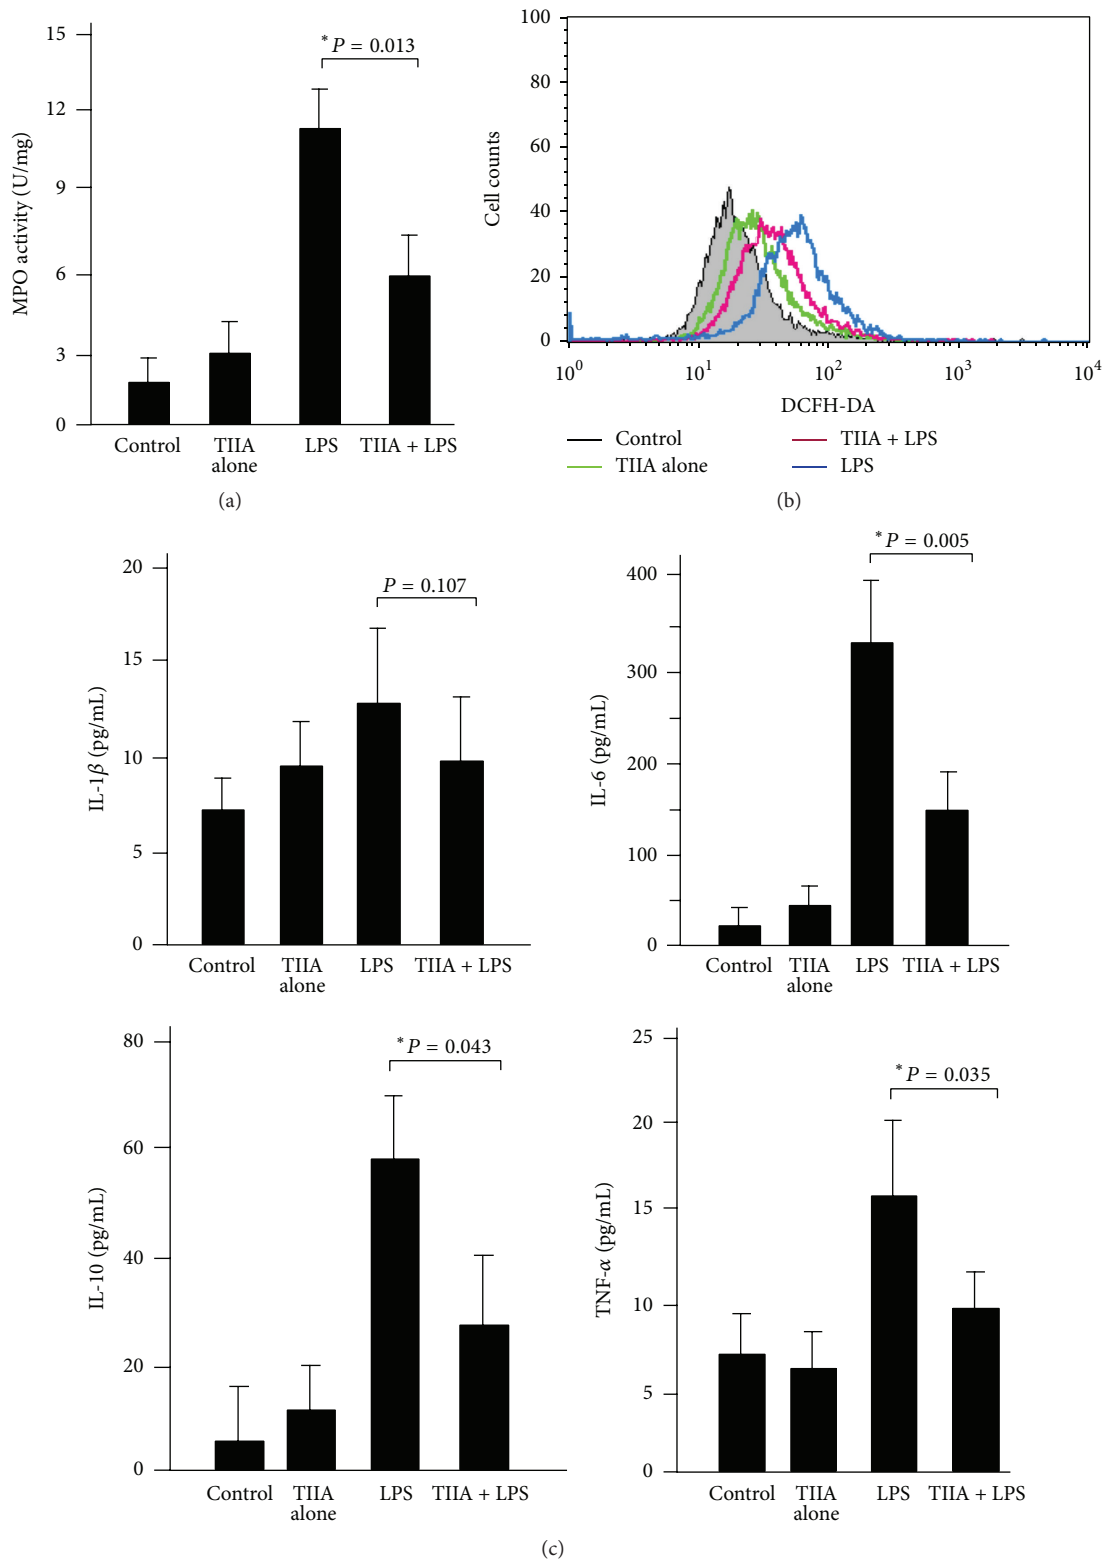 15
12
9
6
3
0
MPO activity (U/mg)
*P = 0.013
Control
TIIA
alone
LPS
TIIA + LPS
(a)
100
80
60
40
20
0
Cell counts
10⁰
10¹
10²
10³
10⁴
DCFH-DA
Control
TIIA alone
TIIA + LPS
LPS
(b)
20
15
10
5
0
IL-1β (pg/mL)
P = 0.107
Control
TIIA
alone
LPS
TIIA + LPS
400
300
200
100
0
IL-6 (pg/mL)
*P = 0.005
Control
TIIA
alone
LPS
TIIA + LPS
80
60
40
20
0
IL-10 (pg/mL)
*P = 0.043
Control
TIIA
alone
LPS
TIIA + LPS
25
20
15
10
5
0
TNF-α (pg/mL)
*P = 0.035
Control
TIIA
alone
LPS
TIIA + LPS
(c)